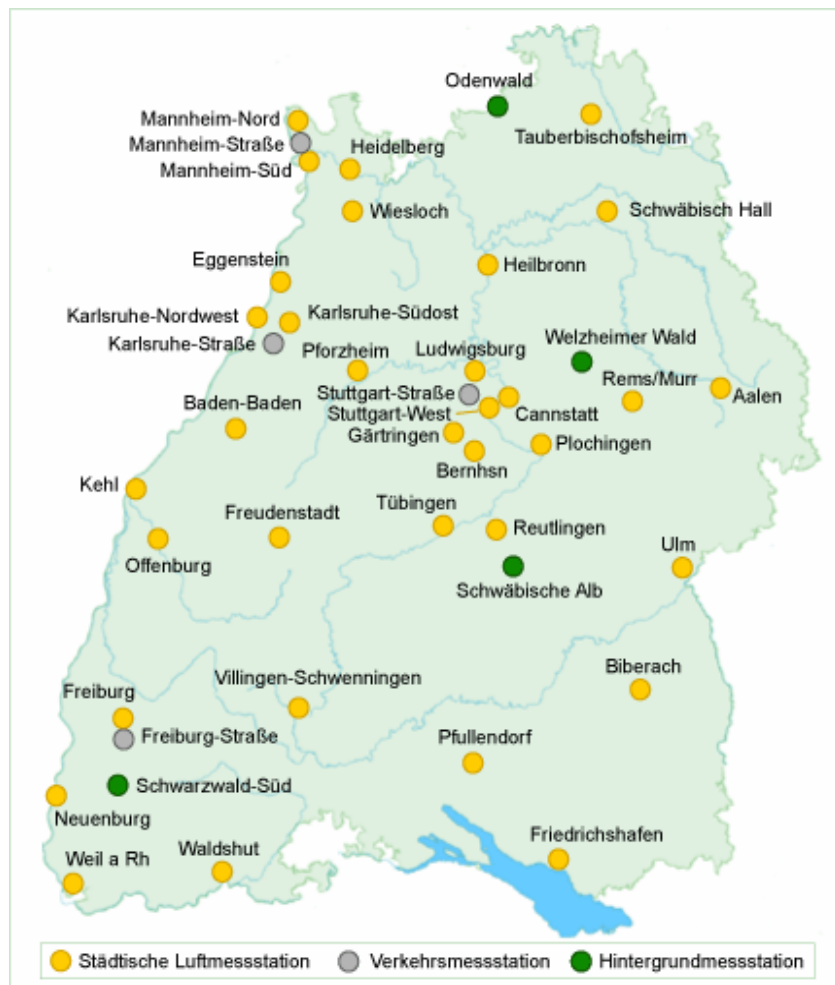 Odenwald
Mannheim-Nord
Tauberbischofsheim
Mannheim-Straße
Heidelberg
Mannheim-Süd
Wiesloch
Schwäbisch Hall
Eggenstein
Heilbronn
Karlsruhe-Nordwest
Karlsruhe-Südost
Karlsruhe-Straße
Welzheimer Wald
Pforzheim
Ludwigsburg
Rems/Murr
Stuttgart-Straße
Aalen
Baden-Baden
Stuttgart-West
Cannstatt
Gärtringen
Plochingen
Bernhsn
Kehl
Tübingen
Freudenstadt
Reutlingen
Offenburg
Ulm
Schwäbische Alb
Villingen-Schwenningen
Biberach
Freiburg
Freiburg-Straße
Pfullendorf
Schwarzwald-Süd
Neuenburg
Friedrichshafen
Waldshut
Weil a Rh
Städtische Luftmessstation
Verkehrsmessstation
Hintergrundmessstation